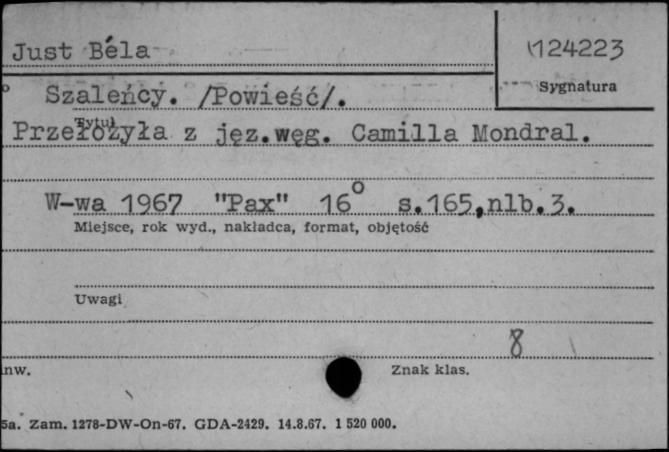 Just Béla
124223
Sygnatura
Szaleńcy. /Powieść/.
Tytuł
Przełożyła z jęz.węg. Camilla Mondral.
W-wa 1967 "Pax" 16° s.165,nlb.3.
Miejsce, rok wyd., nakładca, format, objętość
Uwagi
8
nw.
Znak klas.
5a. Zam. 1278-DW-On-67. GDA-2429. 14.8.67. 1 520 000.